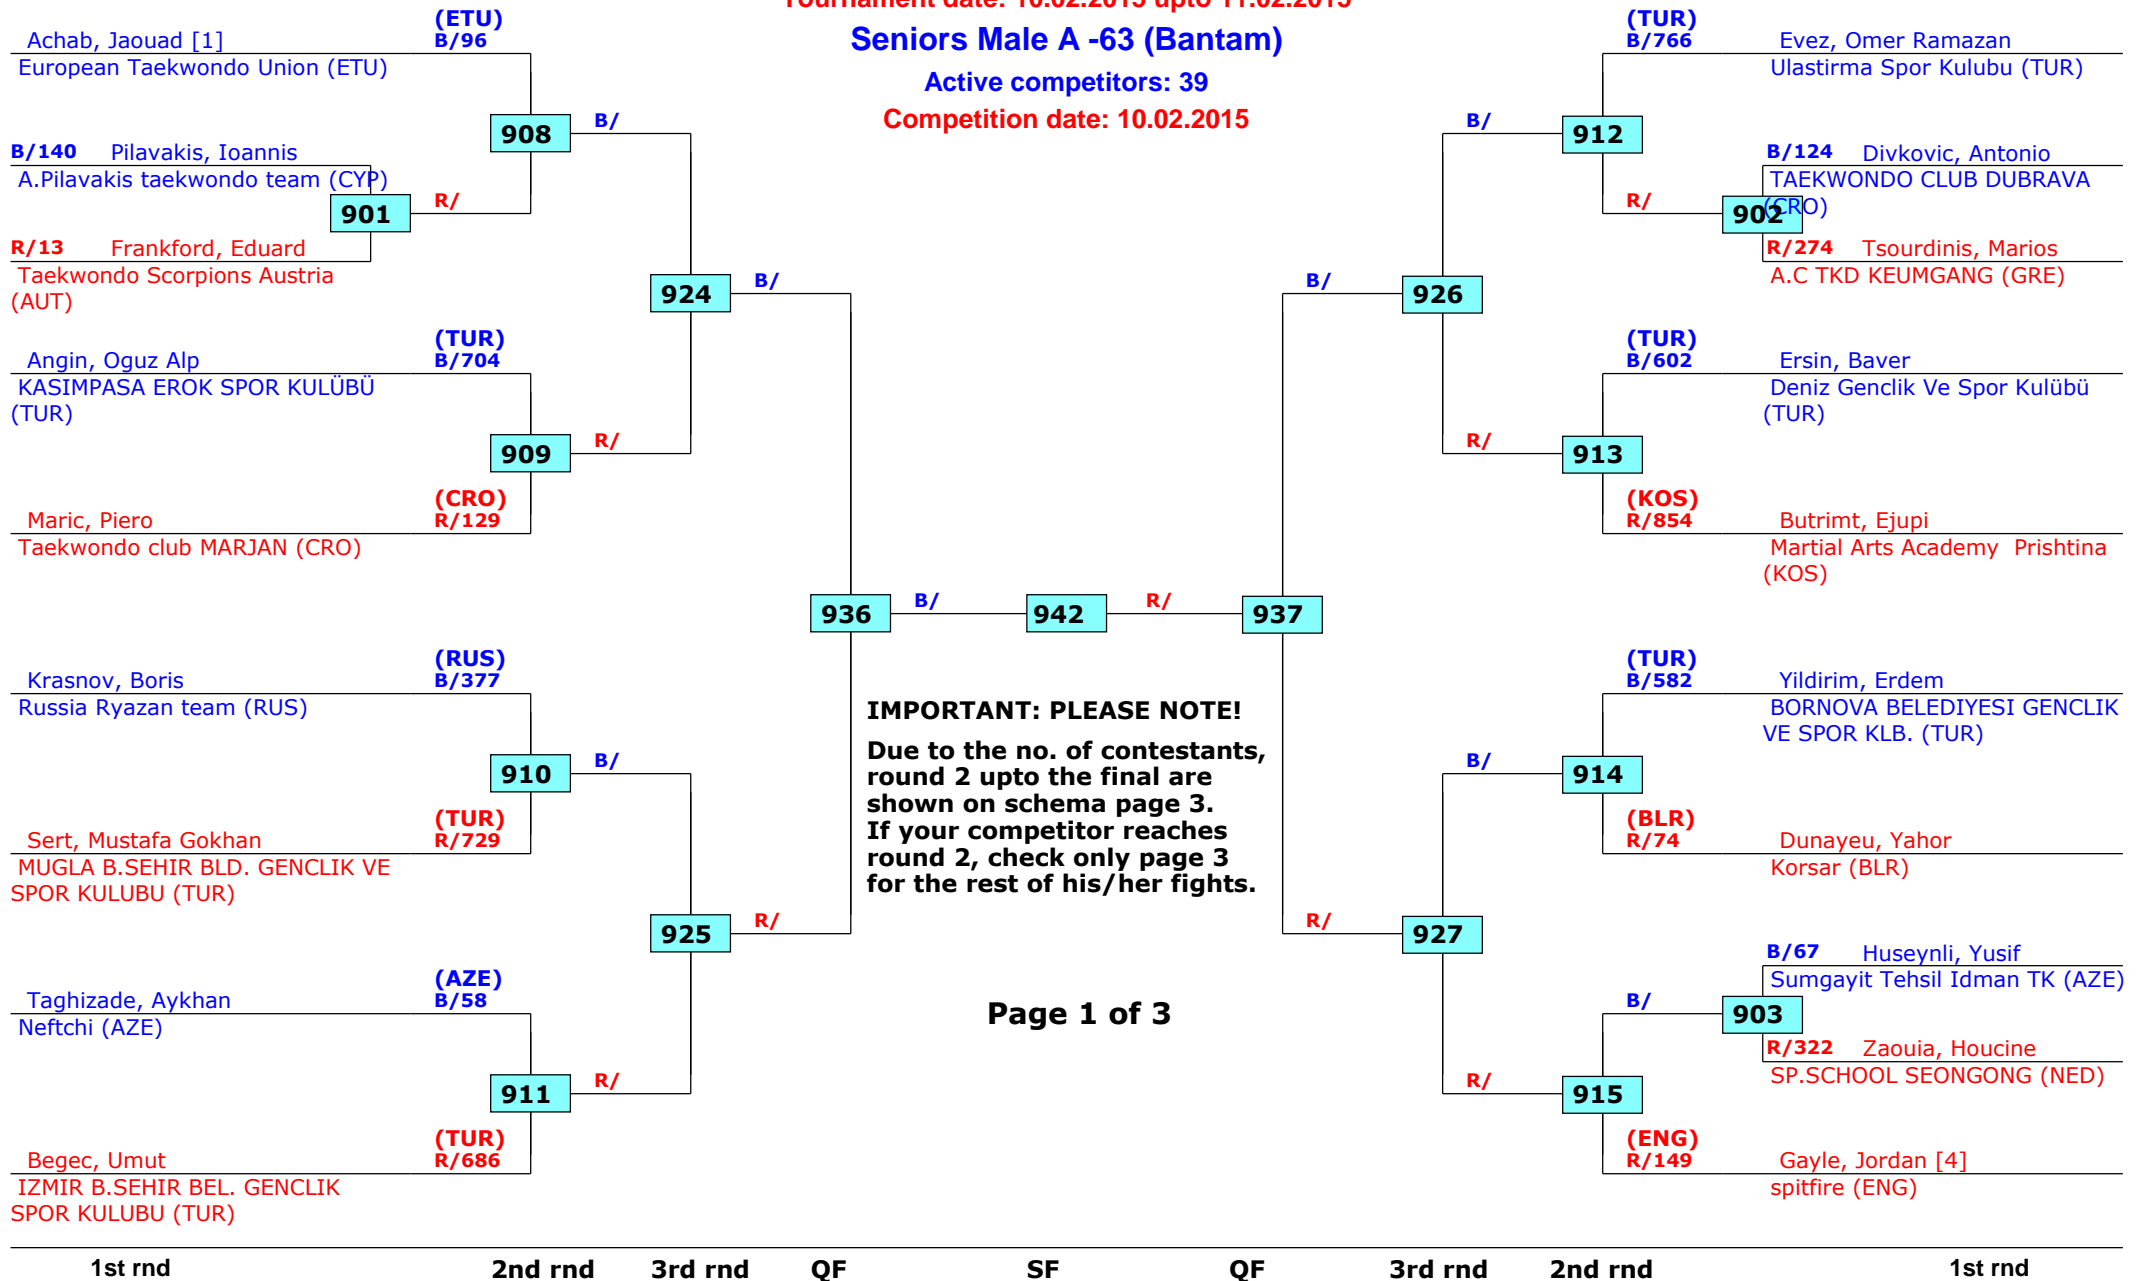 Tournament date: 10.02.2015 upto 11.02.2015
Seniors Male A -63 (Bantam)
Active competitors: 39
Competition date: 10.02.2015
(ETU)
Achab, Jaouad [1] B/96
European Taekwondo Union (ETU)
908
B/
B/140 Pilavakis, Ioannis
A.Pilavakis taekwondo team (CYP)
901
R/
R/13 Frankford, Eduard
Taekwondo Scorpions Austria
(AUT)
924
B/
(TUR)
Angin, Oguz Alp B/704
KASIMPASA EROK SPOR KULÜBÜ
(TUR)
909
R/
(CRO)
Maric, Piero R/129
Taekwondo club MARJAN (CRO)
936
B/
942
R/
937
(RUS)
Krasnov, Boris B/377
Russia Ryazan team (RUS)
910
B/
(TUR)
Sert, Mustafa Gokhan R/729
MUGLA B.SEHIR BLD. GENCLIK VE
SPOR KULUBU (TUR)
925
R/
(AZE)
Taghizade, Aykhan B/58
Neftchi (AZE)
911
R/
(TUR)
Begec, Umut R/686
IZMIR B.SEHIR BEL. GENCLIK
SPOR KULUBU (TUR)
IMPORTANT: PLEASE NOTE!
Due to the no. of contestants,
round 2 upto the final are
shown on schema page 3.
If your competitor reaches
round 2, check only page 3
for the rest of his/her fights.
Page 1 of 3
(TUR)
B/766 Evez, Omer Ramazan
Ulastirma Spor Kulubu (TUR)
B/
912
B/124 Divkovic, Antonio
TAEKWONDO CLUB DUBRAVA
(CRO)
R/
902
R/274 Tsourdinis, Marios
A.C TKD KEUMGANG (GRE)
B/
926
(TUR)
B/602 Ersin, Baver
Deniz Genclik Ve Spor Kulübü
(TUR)
R/
913
(KOS)
R/854 Butrimt, Ejupi
Martial Arts Academy  Prishtina
(KOS)
(TUR)
B/582 Yildirim, Erdem
BORNOVA BELEDIYESI GENCLIK
VE SPOR KLB. (TUR)
B/
914
(BLR)
R/74 Dunayeu, Yahor
Korsar (BLR)
R/
927
B/67 Huseynli, Yusif
Sumgayit Tehsil Idman TK (AZE)
B/
903
R/322 Zaouia, Houcine
SP.SCHOOL SEONGONG (NED)
R/
915
(ENG)
R/149 Gayle, Jordan [4]
spitfire (ENG)
1st rnd 2nd rnd 3rd rnd QF SF QF 3rd rnd 2nd rnd 1st rnd